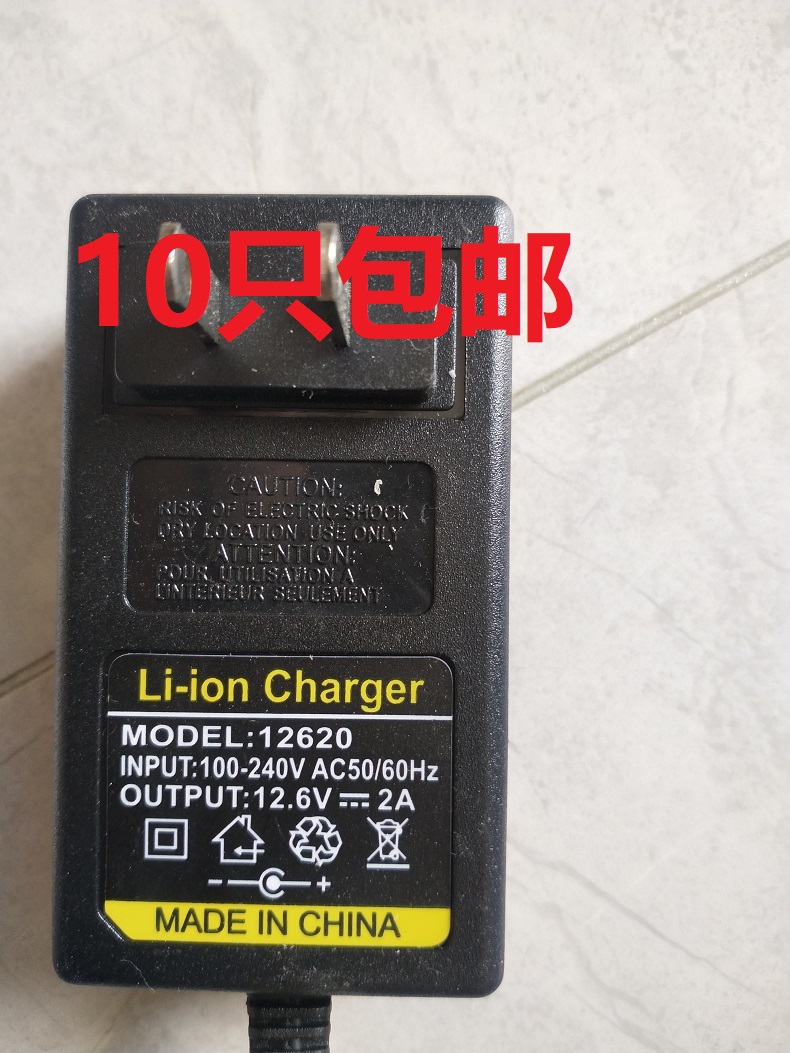 10只包邮
CAUTION:
RISK OF ELECTRIC SHOCK
DRY LOCATION USE ONLY
ATTENTION:
POUR UTILISATION A
L'INTERIEUR SEULEMENT
Li-ion Charger
MODEL:12620
INPUT:100-240V AC50/60Hz
OUTPUT:12.6V ⎓ 2A
- +
MADE IN CHINA